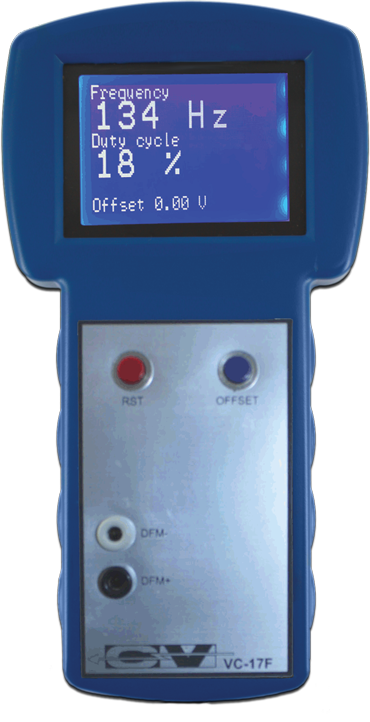 Frequency
134 Hz
Duty cycle
18 %
Offset 0.00 V
RST OFFSET
DFM-
DFM+
CV VC-17F